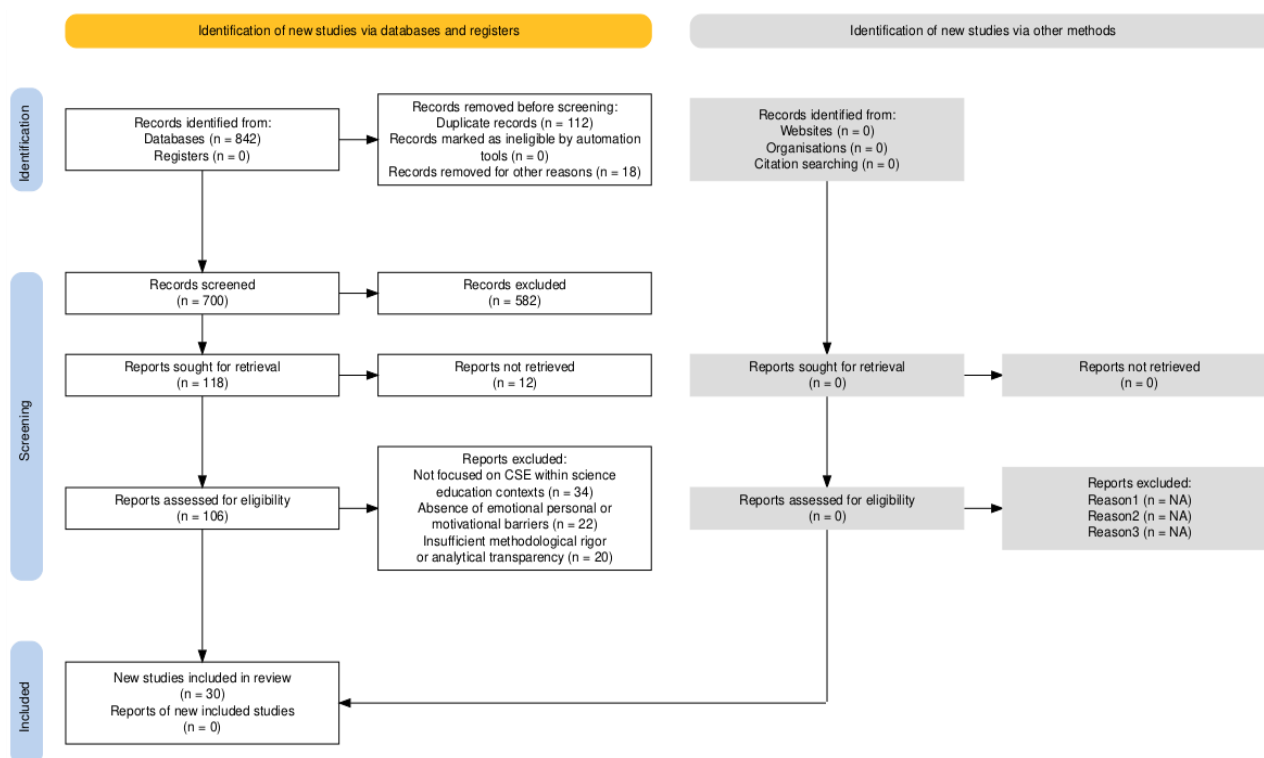 Identification of new studies via databases and registers
Identification of new studies via other methods
Identification
Records identified from:
Databases (n = 842)
Registers (n = 0)
Records removed before screening:
Duplicate records (n = 112)
Records marked as ineligible by automation
tools (n = 0)
Records removed for other reasons (n = 18)
Records identified from:
Websites (n = 0)
Organisations (n = 0)
Citation searching (n = 0)
Screening
Records screened
(n = 700)
Records excluded
(n = 582)
Reports sought for retrieval
(n = 118)
Reports not retrieved
(n = 12)
Reports sought for retrieval
(n = 0)
Reports not retrieved
(n = 0)
Reports assessed for eligibility
(n = 106)
Reports excluded:
Not focused on CSE within science
education contexts (n = 34)
Absence of emotional personal or
motivational barriers (n = 22)
Insufficient methodological rigor
or analytical transparency (n = 20)
Reports assessed for eligibility
(n = 0)
Reports excluded:
Reason1 (n = NA)
Reason2 (n = NA)
Reason3 (n = NA)
Included
New studies included in review
(n = 30)
Reports of new included studies
(n = 0)